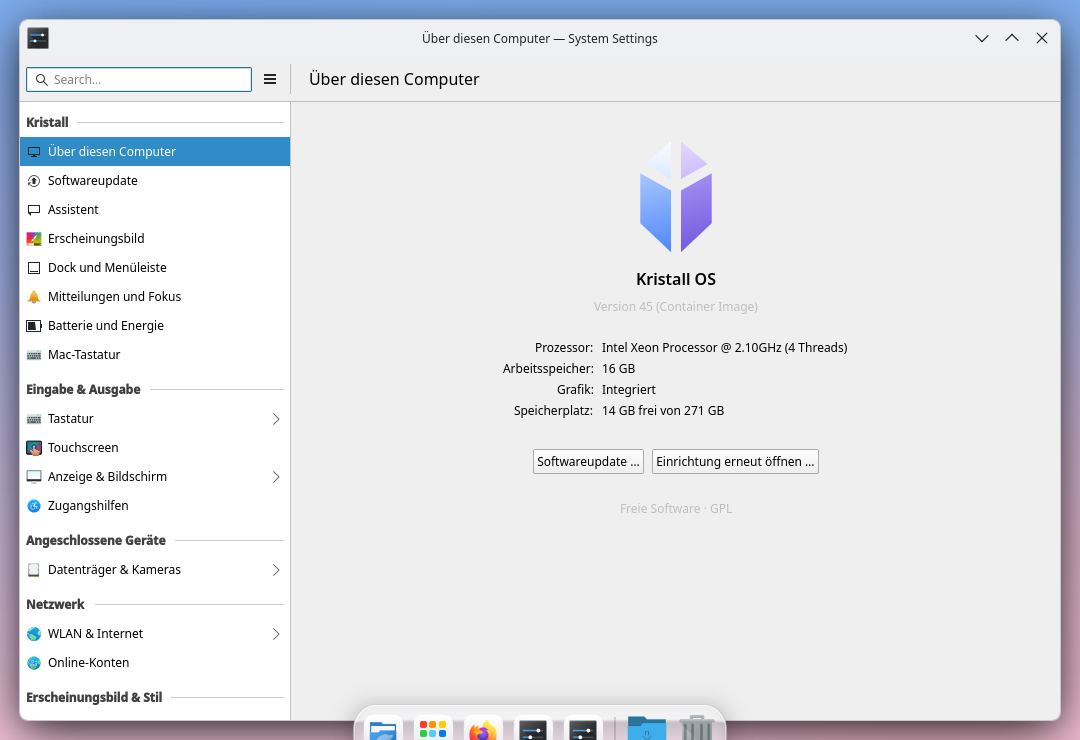 Über diesen Computer — System Settings
Search...
Über diesen Computer
Kristall
Über diesen Computer
Softwareupdate
Assistent
Erscheinungsbild
Dock und Menüleiste
Mitteilungen und Fokus
Batterie und Energie
Mac-Tastatur
Eingabe & Ausgabe
Tastatur
Touchscreen
Anzeige & Bildschirm
Zugangshilfen
Angeschlossene Geräte
Datenträger & Kameras
Netzwerk
WLAN & Internet
Online-Konten
Erscheinungsbild & Stil
Kristall OS
Version 45 (Container Image)
Prozessor: Intel Xeon Processor @ 2.10GHz (4 Threads)
Arbeitsspeicher: 16 GB
Grafik: Integriert
Speicherplatz: 14 GB frei von 271 GB
Softwareupdate ... Einrichtung erneut öffnen ...
Freie Software · GPL